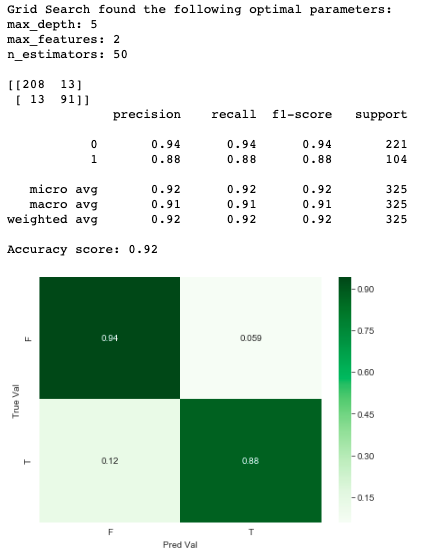 Grid Search found the following optimal parameters:
max_depth: 5
max_features: 2
n_estimators: 50
[[208  13]
 [ 13  91]]
precision recall f1-score support
0 0.94 0.94 0.94 221
1 0.88 0.88 0.88 104
micro avg 0.92 0.92 0.92 325
macro avg 0.91 0.91 0.91 325
weighted avg 0.92 0.92 0.92 325
Accuracy score: 0.92
0.90
F 0.94 0.059
0.75
0.60
True Val
0.45
T 0.12 0.88
0.30
0.15
F T
Pred Val